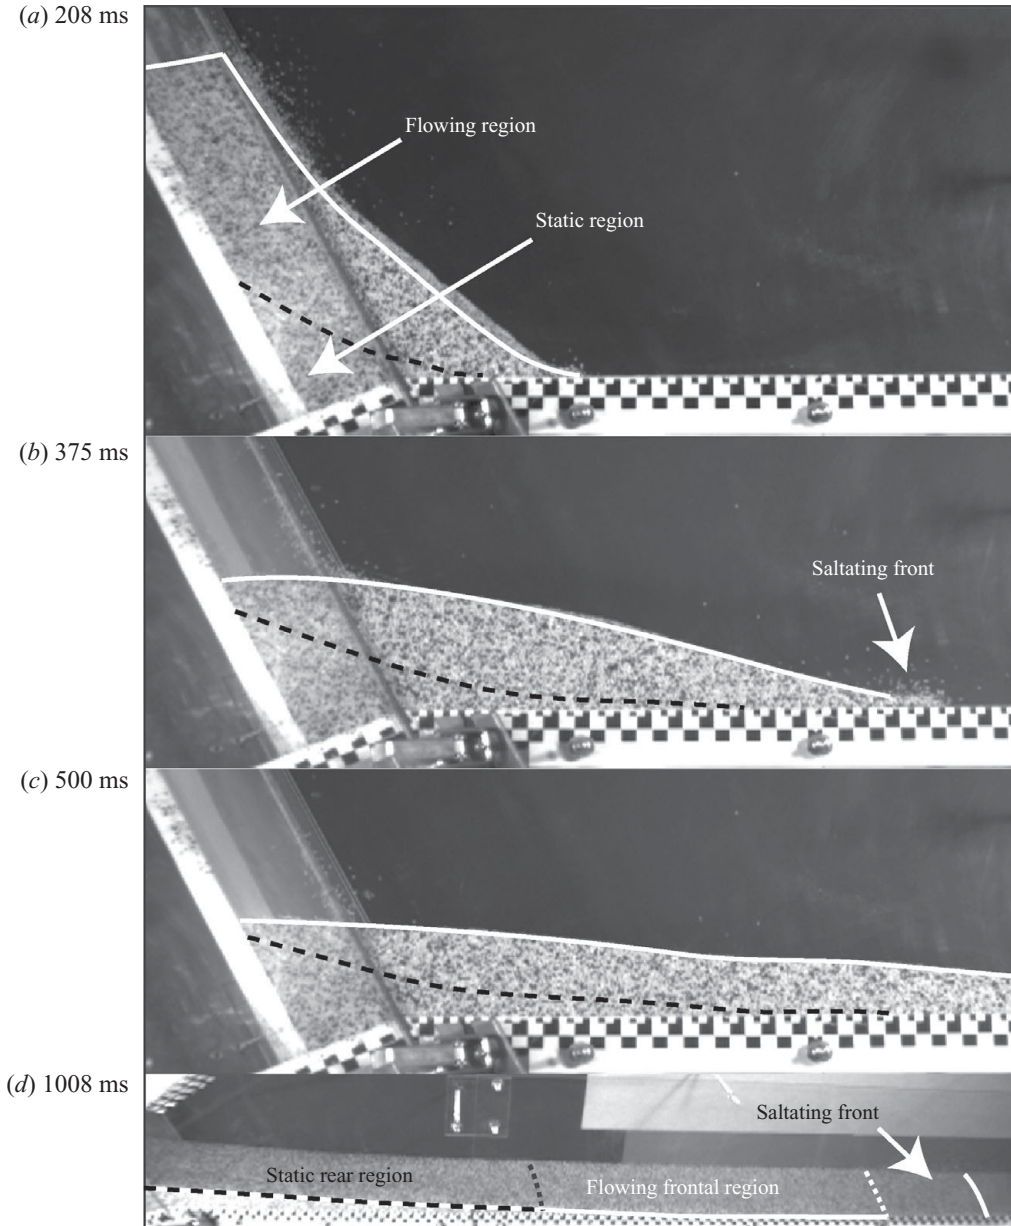 (a) 208 ms
Flowing region
Static region
(b) 375 ms
Saltating front
(c) 500 ms
(d) 1008 ms
Saltating front
Static rear region
Flowing frontal region